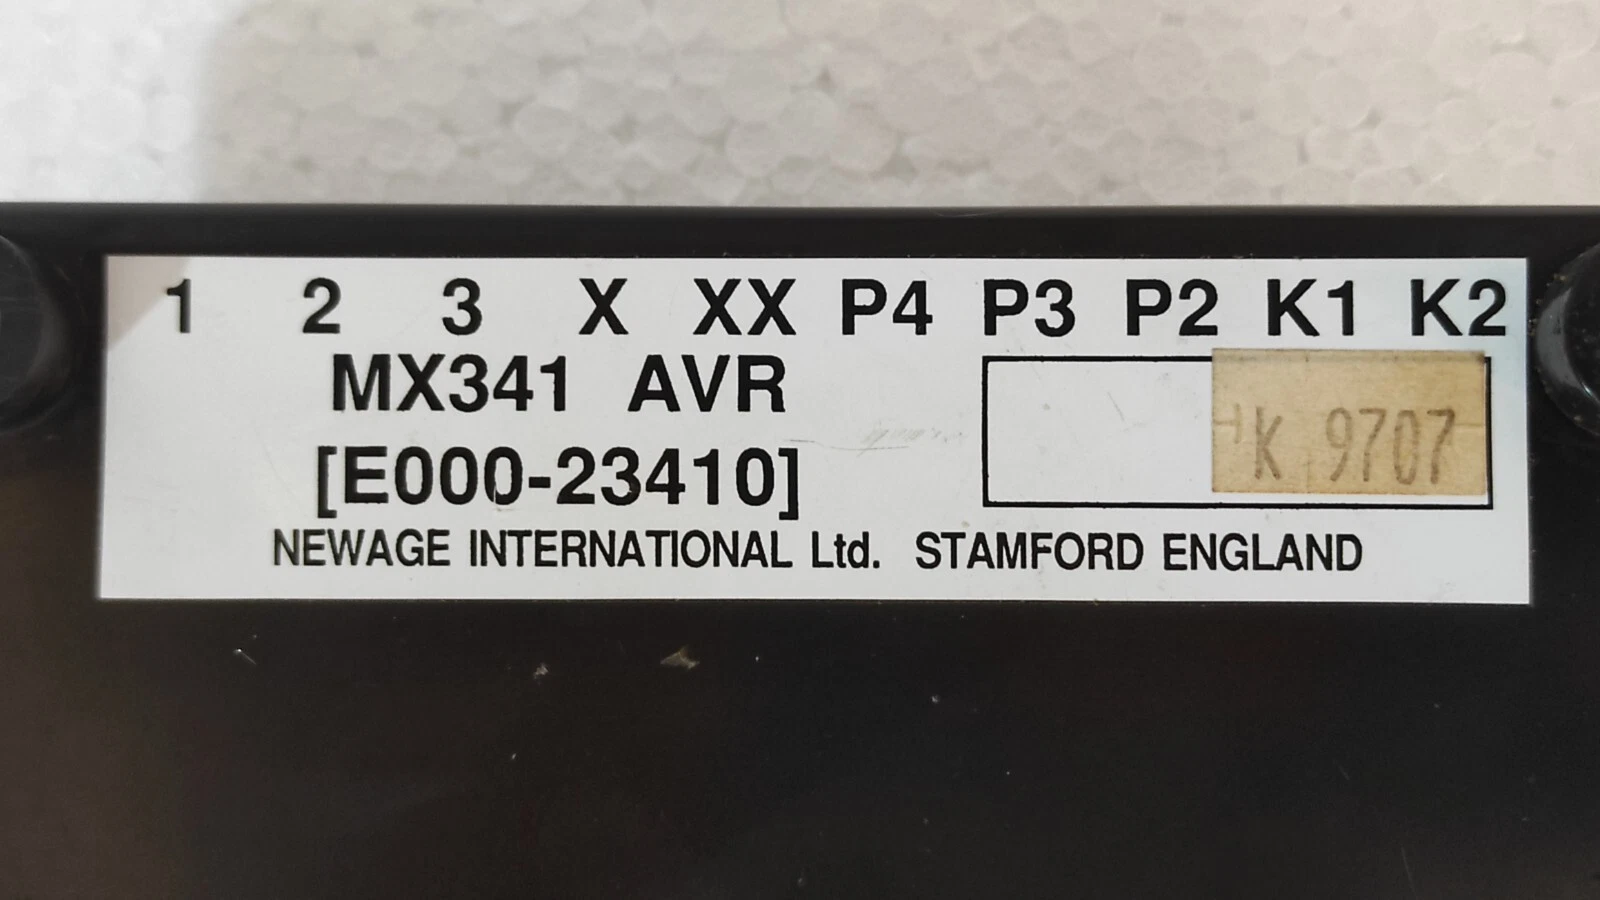 1 2 3 X XX P4 P3 P2 K1 K2
MX341 AVR
[E000-23410]
K 9707
NEWAGE INTERNATIONAL Ltd. STAMFORD ENGLAND